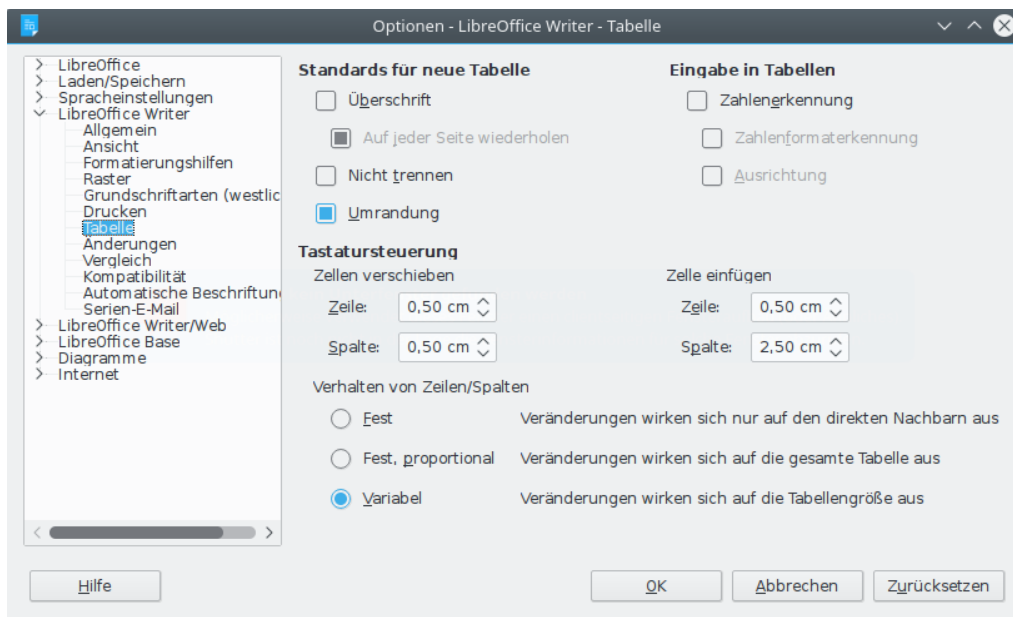 Optionen - LibreOffice Writer - Tabelle
LibreOffice
Laden/Speichern
Spracheinstellungen
LibreOffice Writer
Allgemein
Ansicht
Formatierungshilfen
Raster
Grundschriftarten (westlic
Drucken
Tabelle
Änderungen
Vergleich
Kompatibilität
Automatische Beschriftun
Serien-E-Mail
LibreOffice Writer/Web
LibreOffice Base
Diagramme
Internet
Standards für neue Tabelle
Überschrift
Auf jeder Seite wiederholen
Nicht trennen
Umrandung
Eingabe in Tabellen
Zahlenerkennung
Zahlenformaterkennung
Ausrichtung
Tastatursteuerung
Zellen verschieben
Zeile: 0,50 cm
Spalte: 0,50 cm
Zelle einfügen
Zeile: 0,50 cm
Spalte: 2,50 cm
Verhalten von Zeilen/Spalten
Fest Veränderungen wirken sich nur auf den direkten Nachbarn aus
Fest, proportional Veränderungen wirken sich auf die gesamte Tabelle aus
Variabel Veränderungen wirken sich auf die Tabellengröße aus
Hilfe OK Abbrechen Zurücksetzen